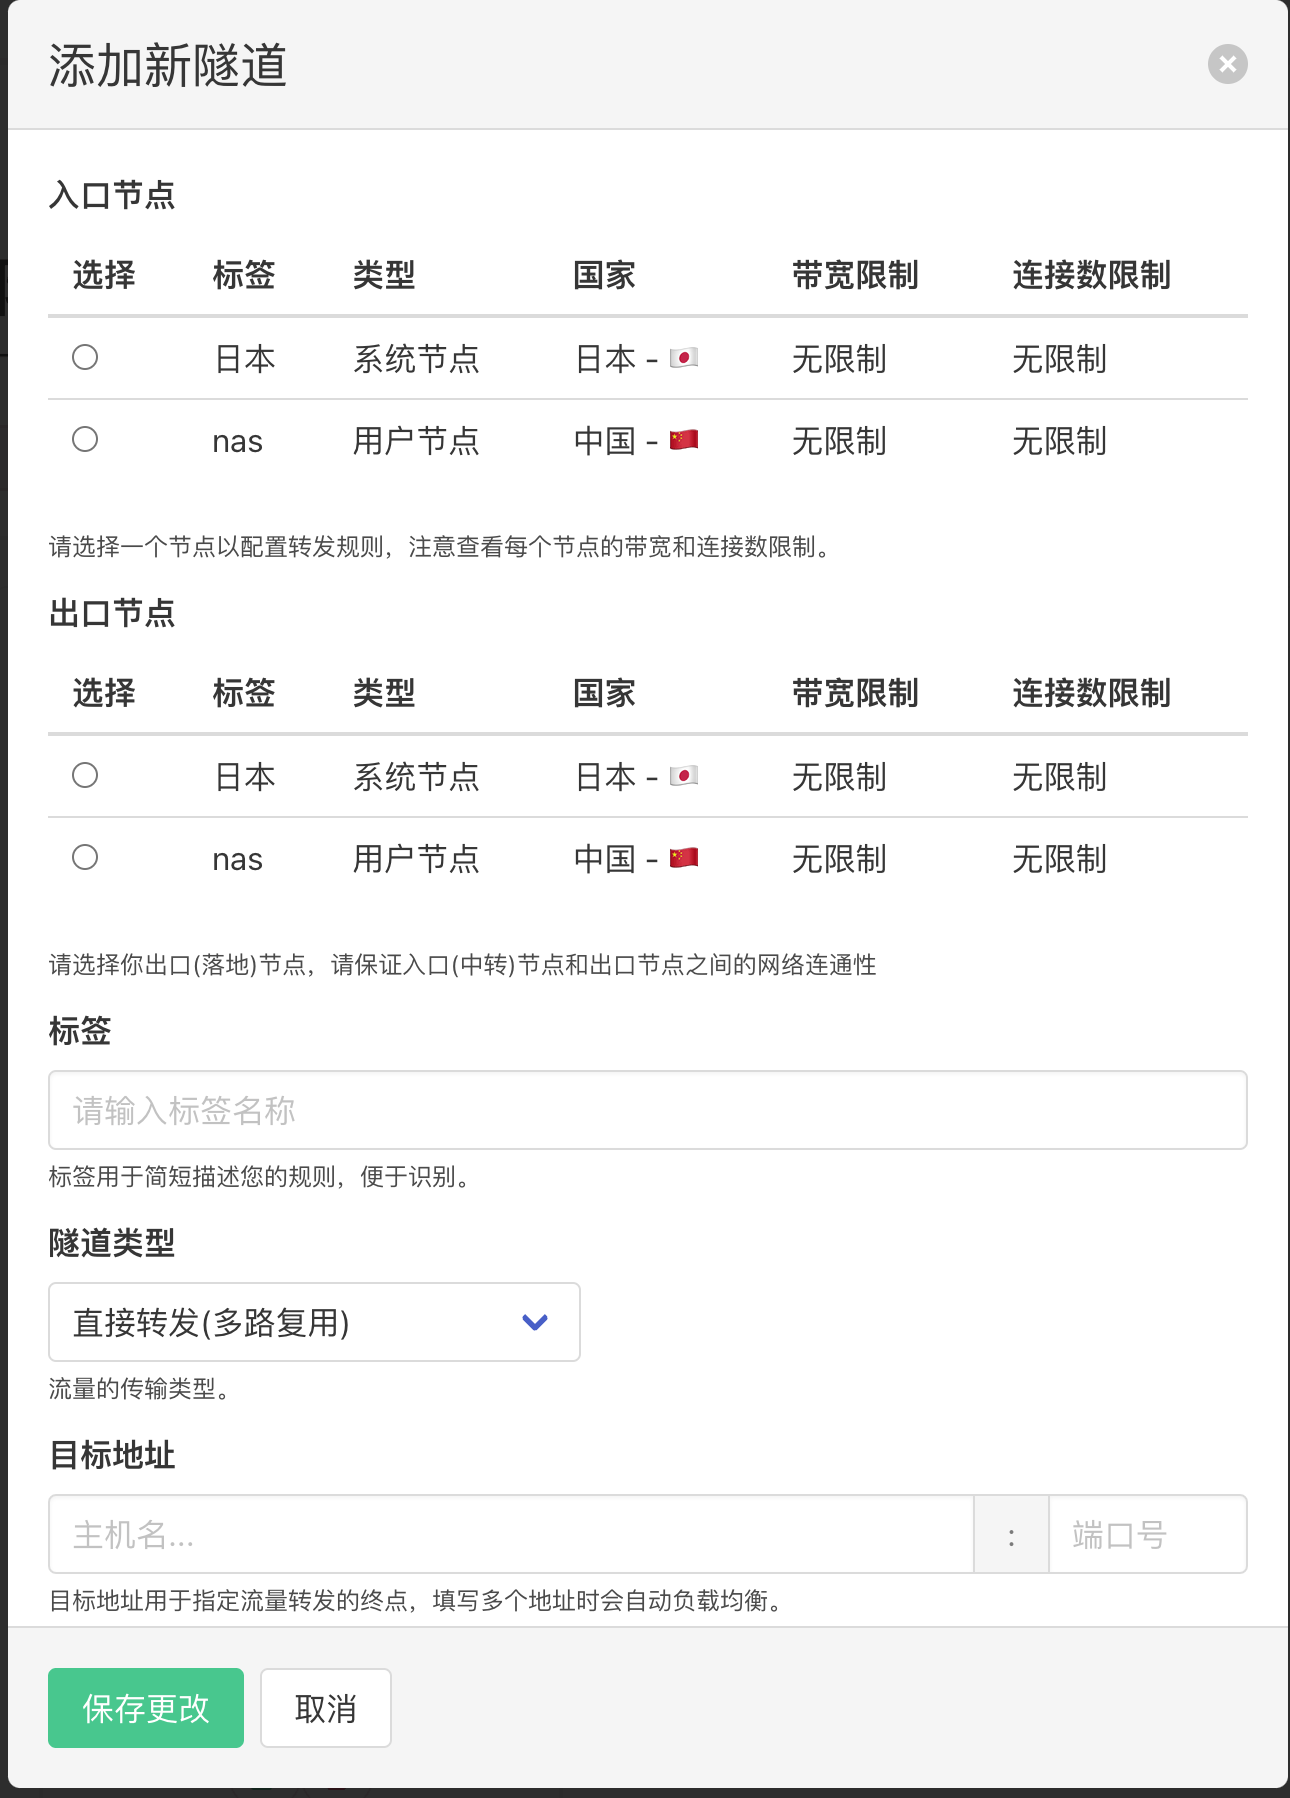 添加新隧道
入口节点
选择 标签 类型 国家 带宽限制 连接数限制
日本 系统节点 日本 - 🇯🇵 无限制 无限制
nas 用户节点 中国 - 🇨🇳 无限制 无限制
请选择一个节点以配置转发规则，注意查看每个节点的带宽和连接数限制。
出口节点
选择 标签 类型 国家 带宽限制 连接数限制
日本 系统节点 日本 - 🇯🇵 无限制 无限制
nas 用户节点 中国 - 🇨🇳 无限制 无限制
请选择你出口(落地)节点，请保证入口(中转)节点和出口节点之间的网络连通性
标签
请输入标签名称
标签用于简短描述您的规则，便于识别。
隧道类型
直接转发(多路复用)
流量的传输类型。
目标地址
主机名... : 端口号
目标地址用于指定流量转发的终点，填写多个地址时会自动负载均衡。
保存更改 取消